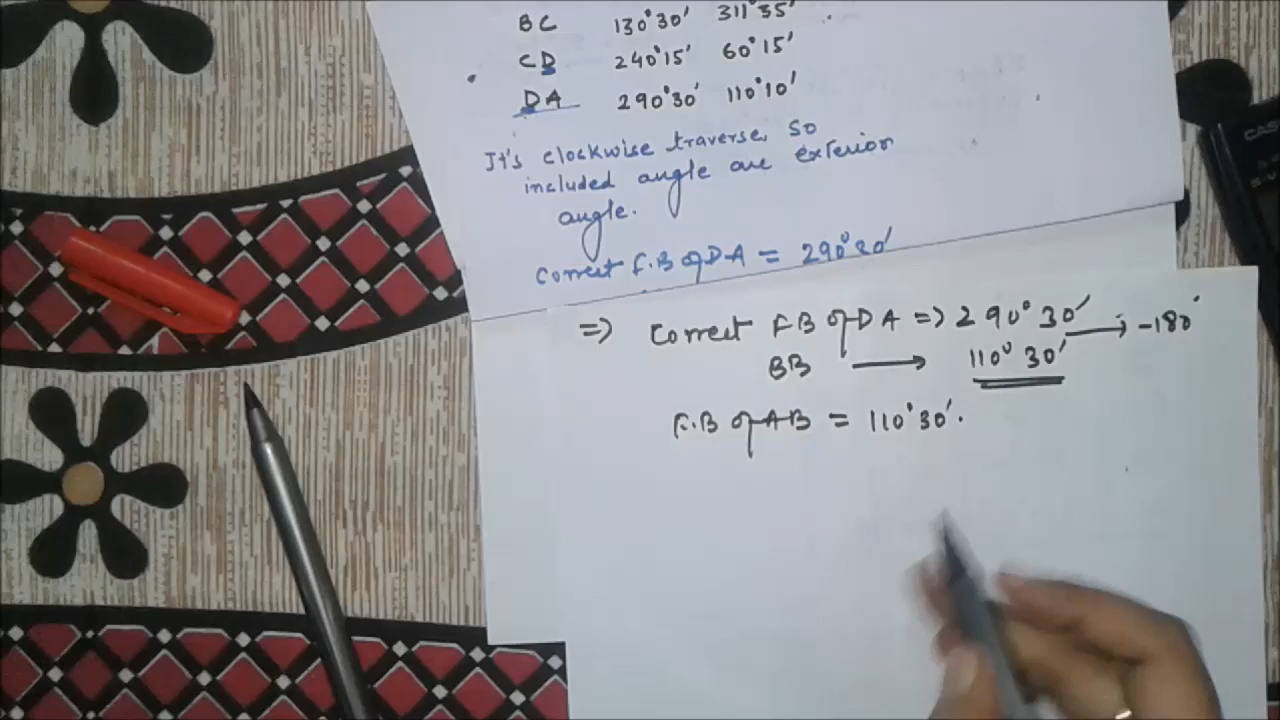 BC 130°30' 311°35'
CD 240°15' 60°15'
DA 290°30' 110°10'
It's clockwise traverse, so
included angle are exterior
angle.
Correct F.B of DA = 290°20'
=> Correct FB of DA => 290°30' → -180°
BB → 110°30'
F.B of AB = 110°30'.
CAS